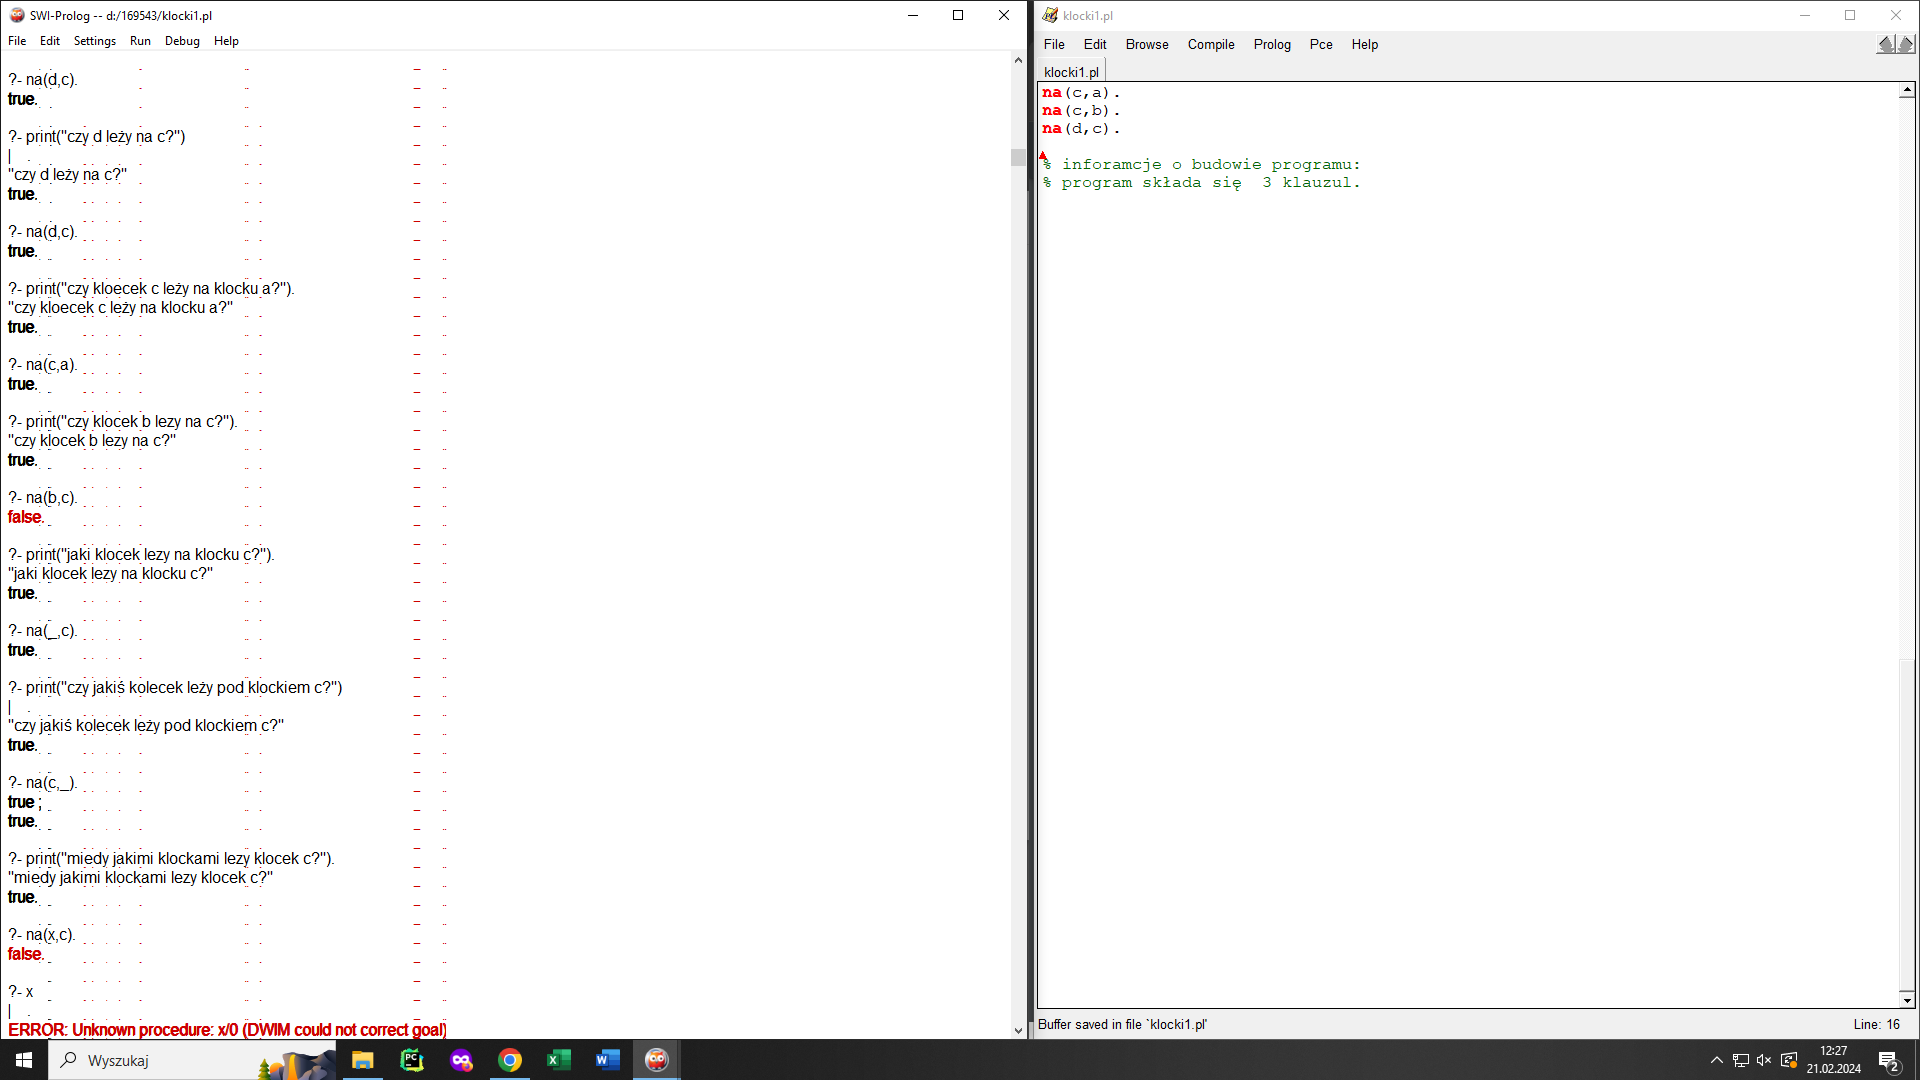 SWI-Prolog -- d:/169543/klocki1.pl
File Edit Settings Run Debug Help
?- na(d,c).
true.
?- print("czy d leży na c?")
|    .
"czy d leży na c?"
true.
?- na(d,c).
true.
?- print("czy kloecek c leży na klocku a?").
"czy kloecek c leży na klocku a?"
true.
?- na(c,a).
true.
?- print("czy klocek b lezy na c?").
"czy klocek b lezy na c?"
true.
?- na(b,c).
false.
?- print("jaki klocek lezy na klocku c?").
"jaki klocek lezy na klocku c?"
true.
?- na(_,c).
true.
?- print("czy jakiś kolecek leży pod klockiem c?")
|    .
"czy jakiś kolecek leży pod klockiem c?"
true.
?- na(c,_).
true ;
true.
?- print("miedy jakimi klockami lezy klocek c?").
"miedy jakimi klockami lezy klocek c?"
true.
?- na(x,c).
false.
?- x
|    .
ERROR: Unknown procedure: x/0 (DWIM could not correct goal)
klocki1.pl
File Edit Browse Compile Prolog Pce Help
klocki1.pl
na(c,a).
na(c,b).
na(d,c).
% inforamcje o budowie programu:
% program składa się  3 klauzul.
Buffer saved in file `klocki1.pl'
Line: 16
Wyszukaj
12:27
21.02.2024
2